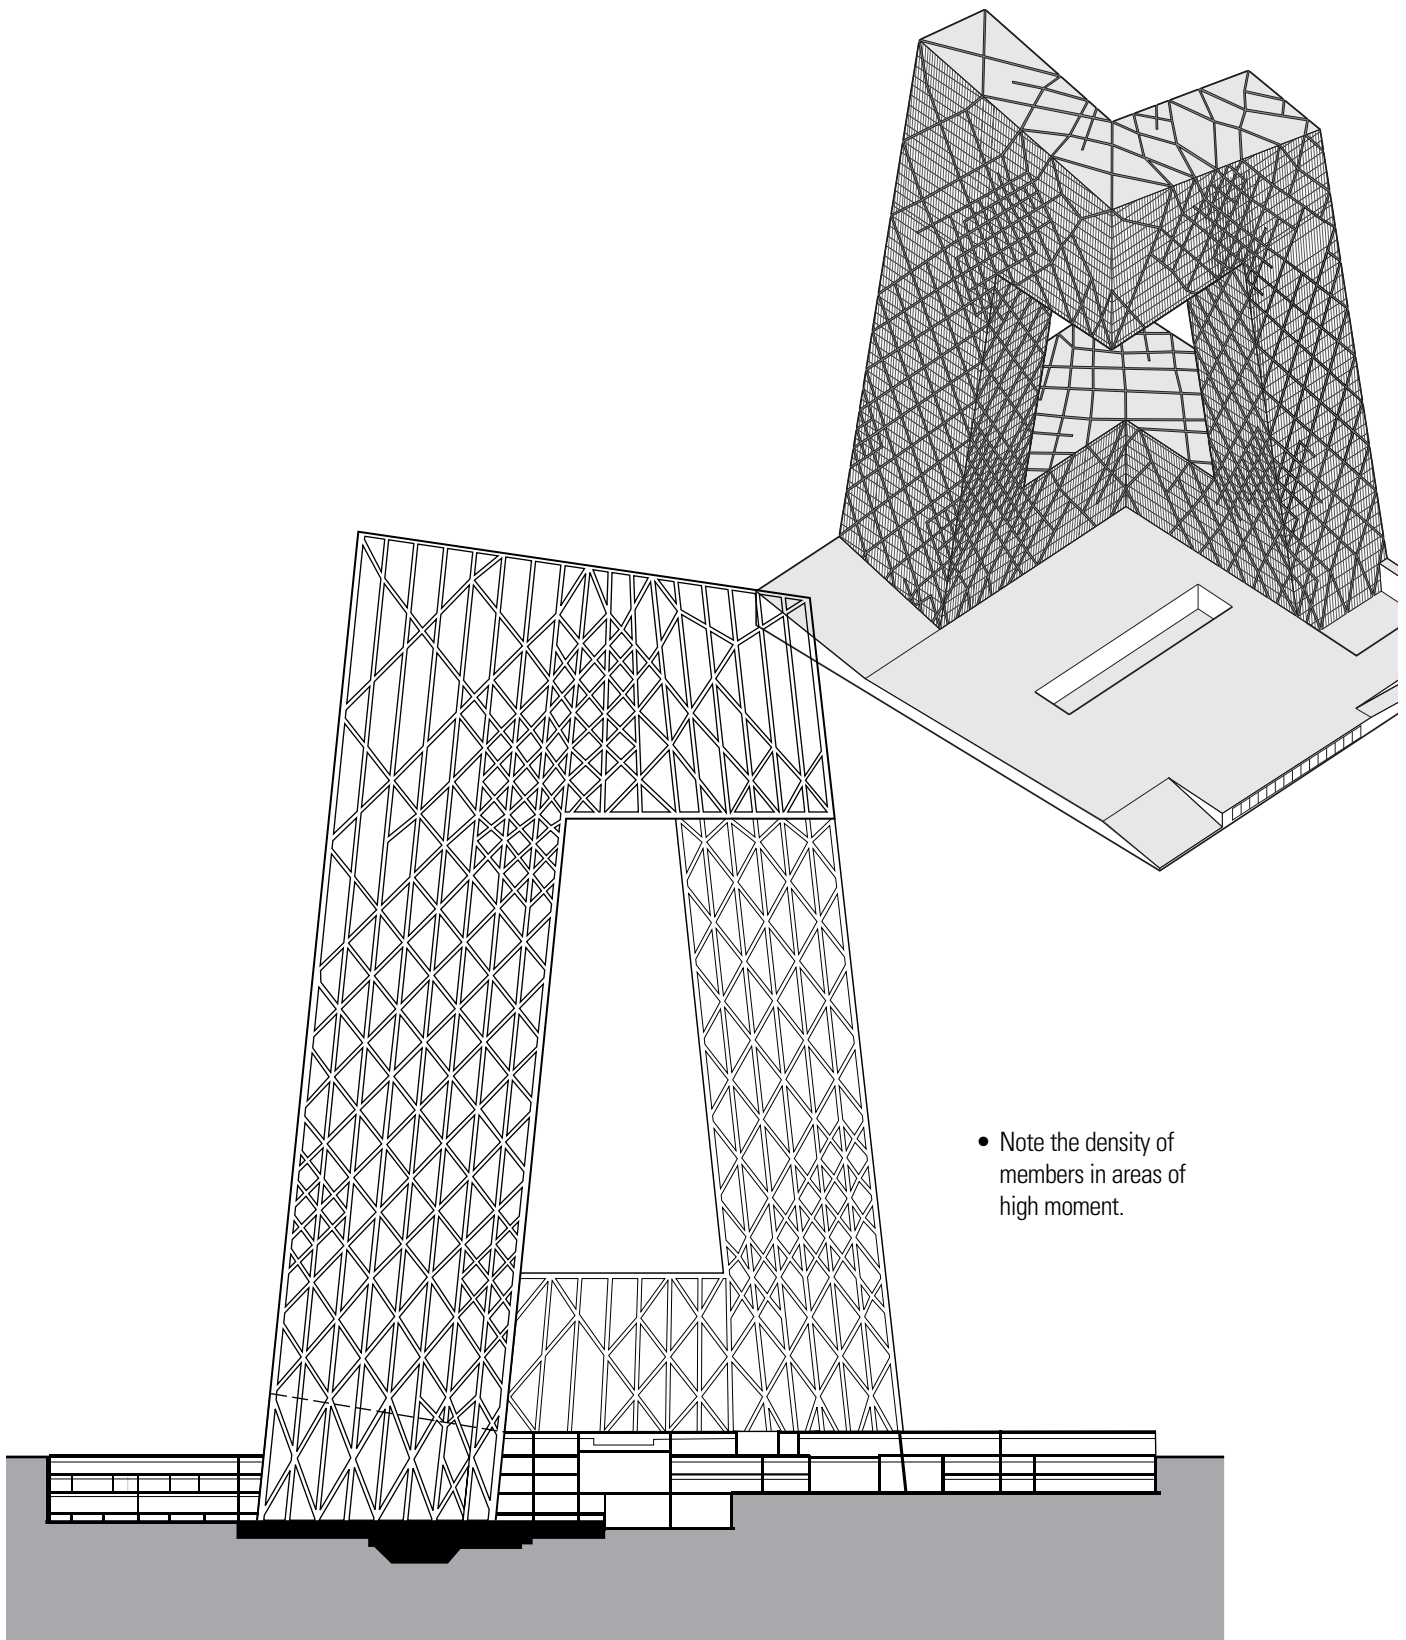 • Note the density of
members in areas of
high moment.